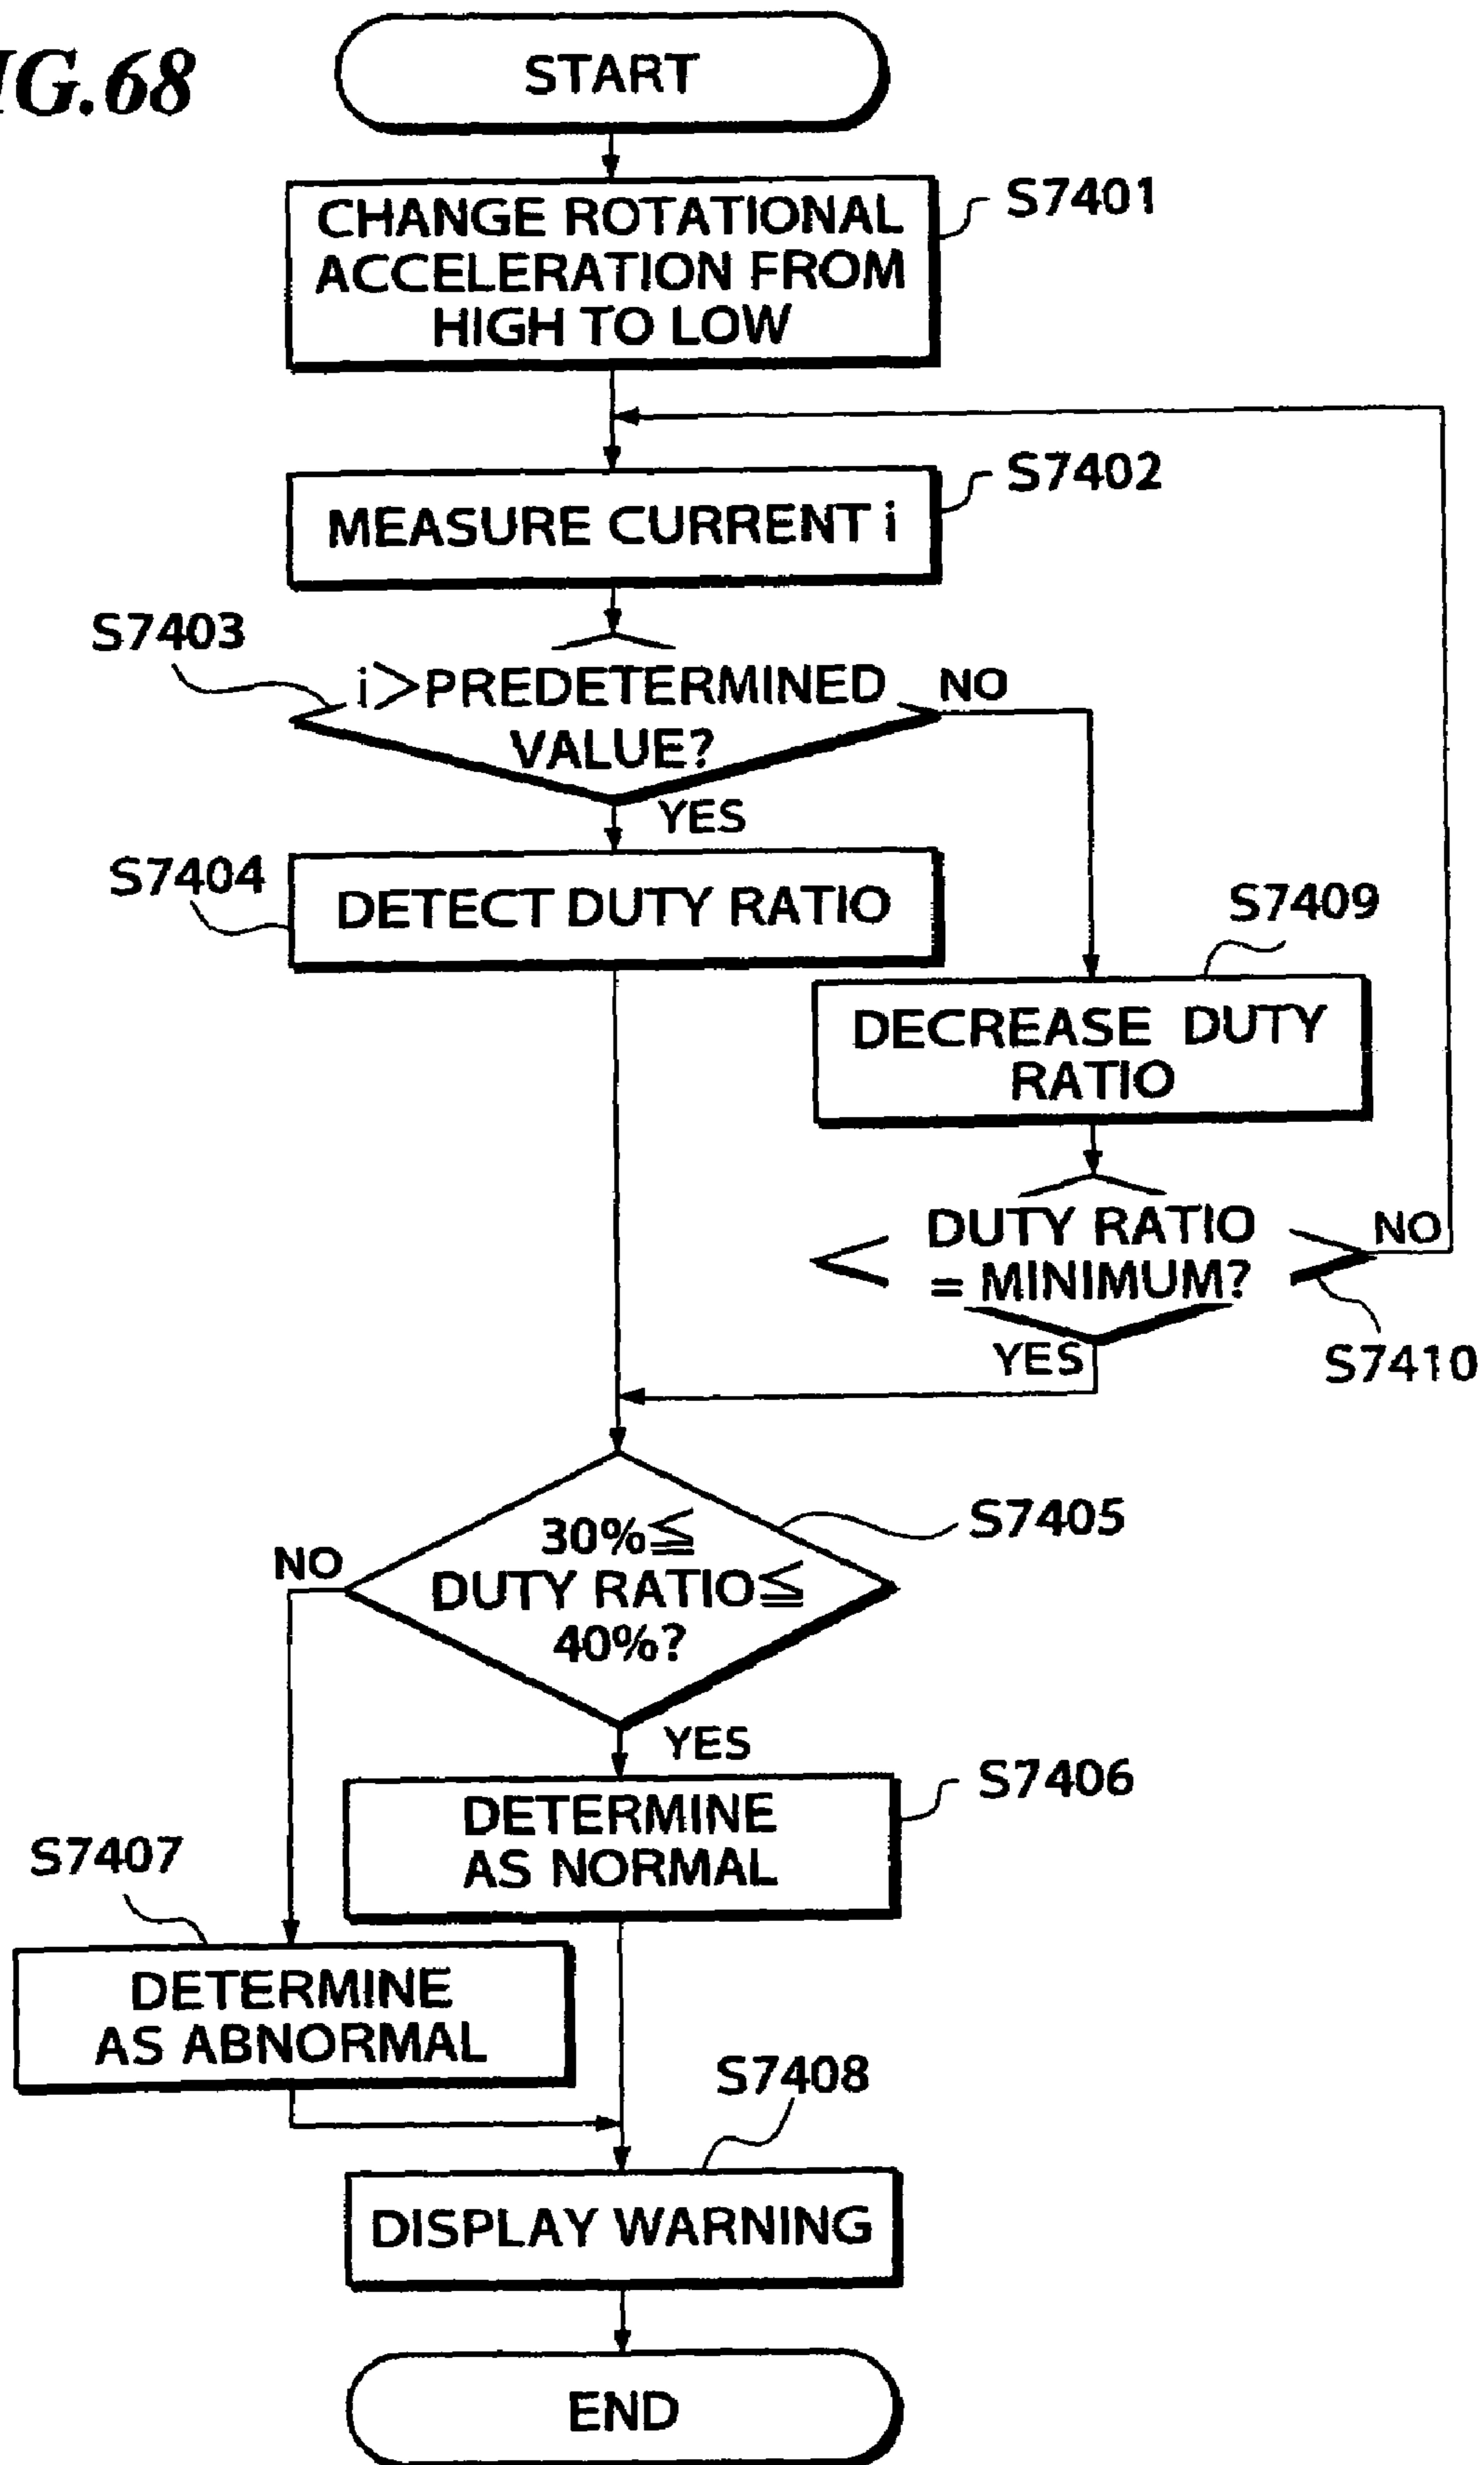 IG.68
START
CHANGE ROTATIONAL
ACCELERATION FROM
HIGH TO LOW
S7401
MEASURE CURRENT i
S7402
S7403
i>PREDETERMINED
VALUE?
NO
YES
S7404
DETECT DUTY RATIO
S7409
DECREASE DUTY
RATIO
DUTY RATIO
= MINIMUM?
NO
YES
S7410
30%≦
DUTY RATIO≦
40%?
S7405
NO
YES
DETERMINE
AS NORMAL
S7406
S7407
DETERMINE
AS ABNORMAL
S7408
DISPLAY WARNING
END